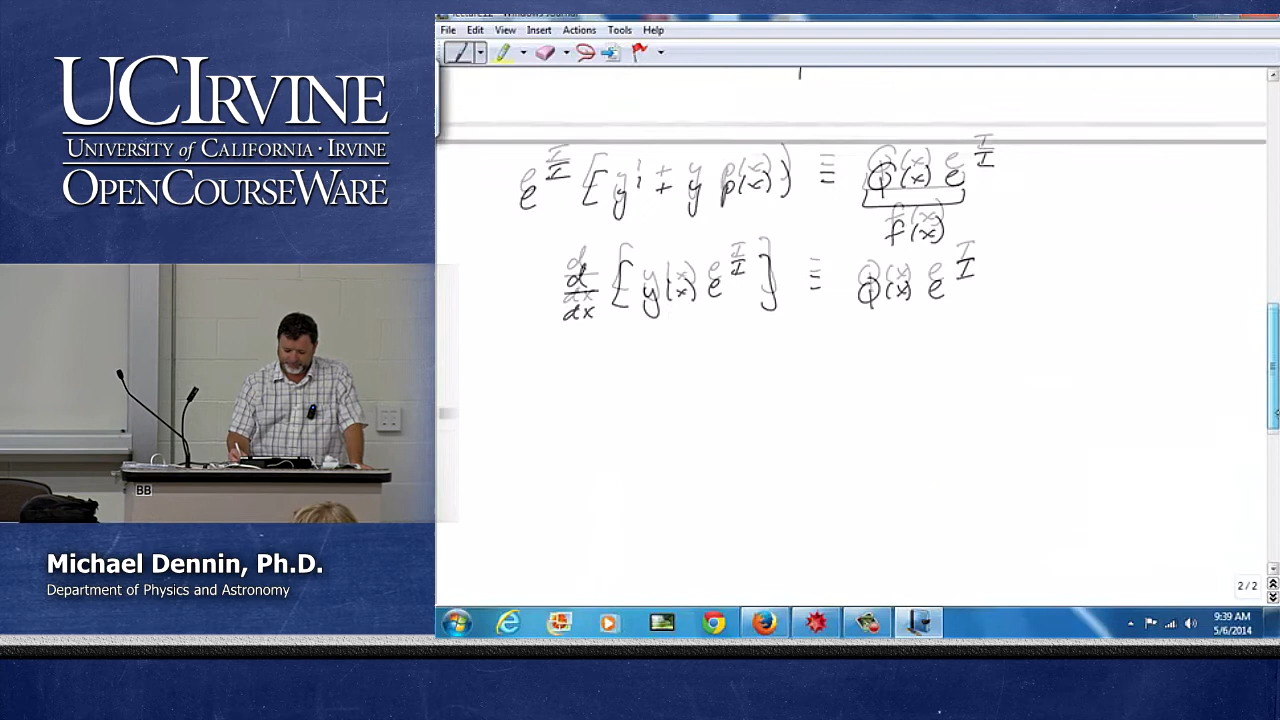 UCIRVINE
UNIVERSITY of CALIFORNIA · IRVINE
OPENCOURSEWARE
BB
Michael Dennin, Ph.D.
Department of Physics and Astronomy
File Edit View Insert Actions Tools Help
e^I [y' + y p(x)] ≡ Q(x) e^I
f(x)
d/dx [y(x) e^I] ≡ Q(x) e^I
2 / 2
9:39 AM
5/6/2014